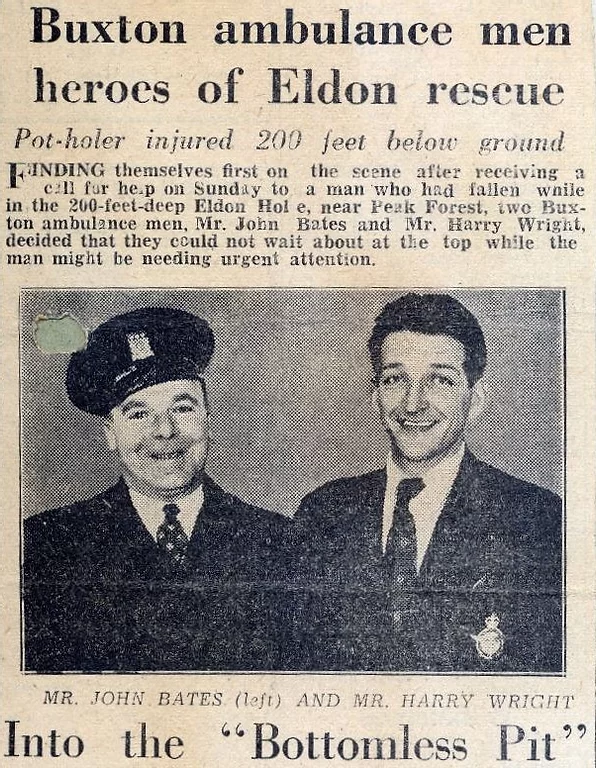 Buxton ambulance men
heroes of Eldon rescue
Pot-holer injured 200 feet below ground
FINDING themselves first on the scene after receiving a
call for help on Sunday to a man who had fallen while
in the 200-feet-deep Eldon Hol e, near Peak Forest, two Bux-
ton ambulance men, Mr. John Bates and Mr. Harry Wright,
decided that they could not wait about at the top while the
man might be needing urgent attention.
MR. JOHN BATES (left) AND MR. HARRY WRIGHT
Into the “Bottomless Pit”